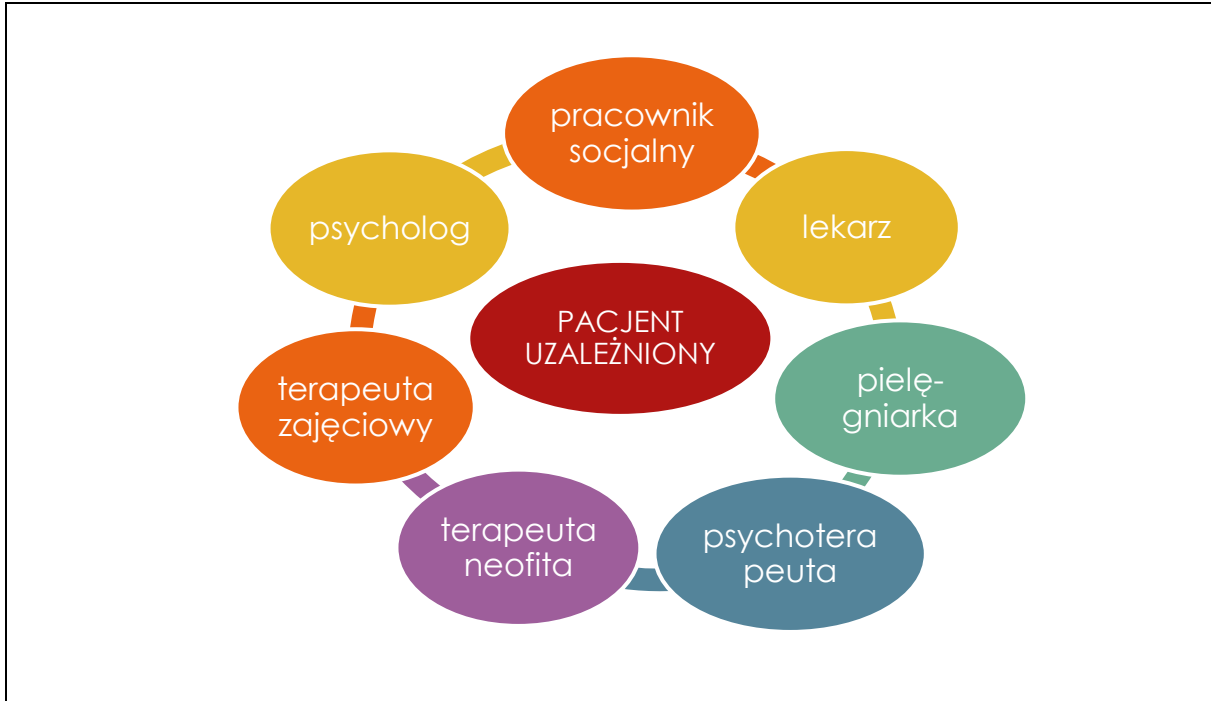 pracownik
socjalny
psycholog
lekarz
PACJENT
UZALEŻNIONY
terapeuta
zajęciowy
pielę-
gniarka
terapeuta
neofita
psychotera
peuta